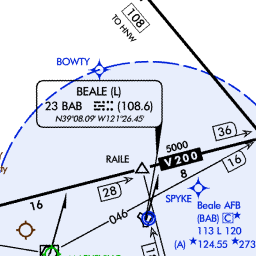 108
TO HNW
BOWTY
BEALE (L)
23 BAB (108.6)
N39°08.09' W121°26.45'
36
5000
V200
16
RAILE
8
28
SPYKE
16
046
Beale AFB
(BAB) C★
113 L 120
(A) ★124.55 ★273
120